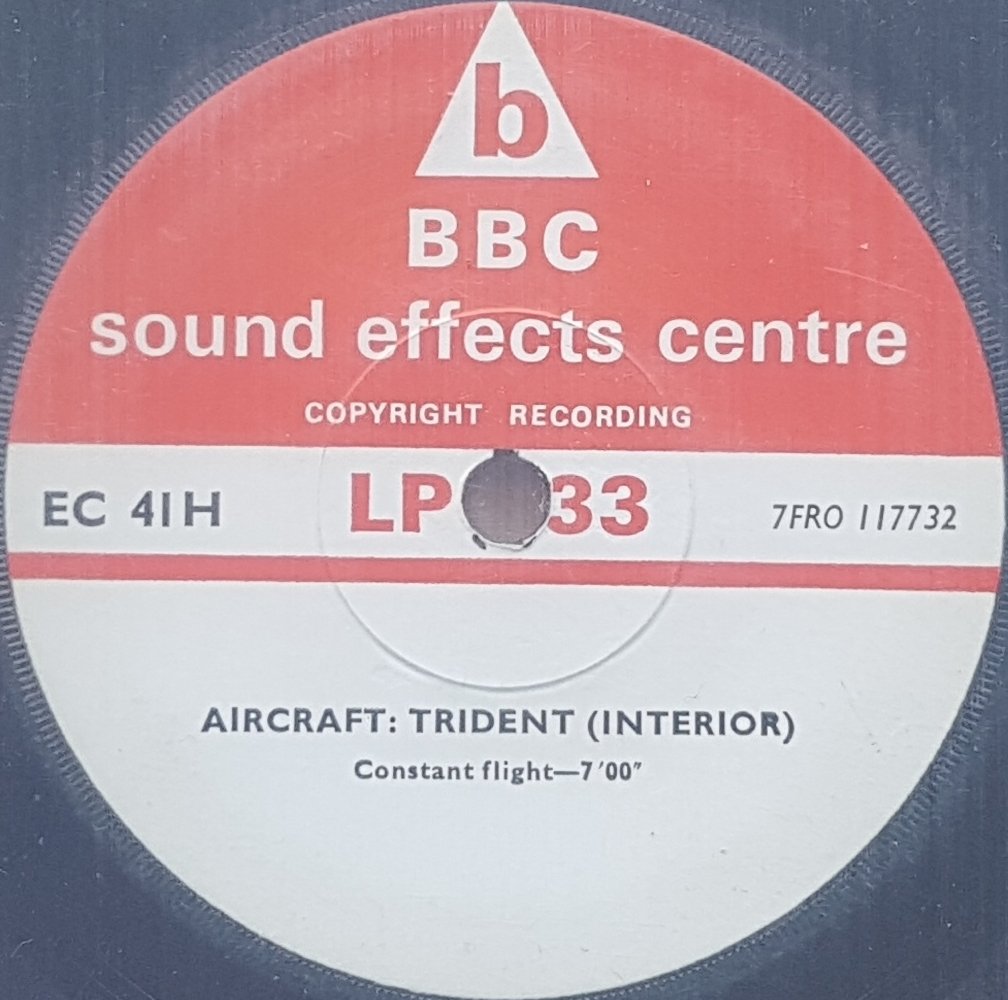 b
BBC
sound effects centre
COPYRIGHT RECORDING
EC 41H LP 33 7FRO 117732
AIRCRAFT: TRIDENT (INTERIOR)
Constant flight—7′00″